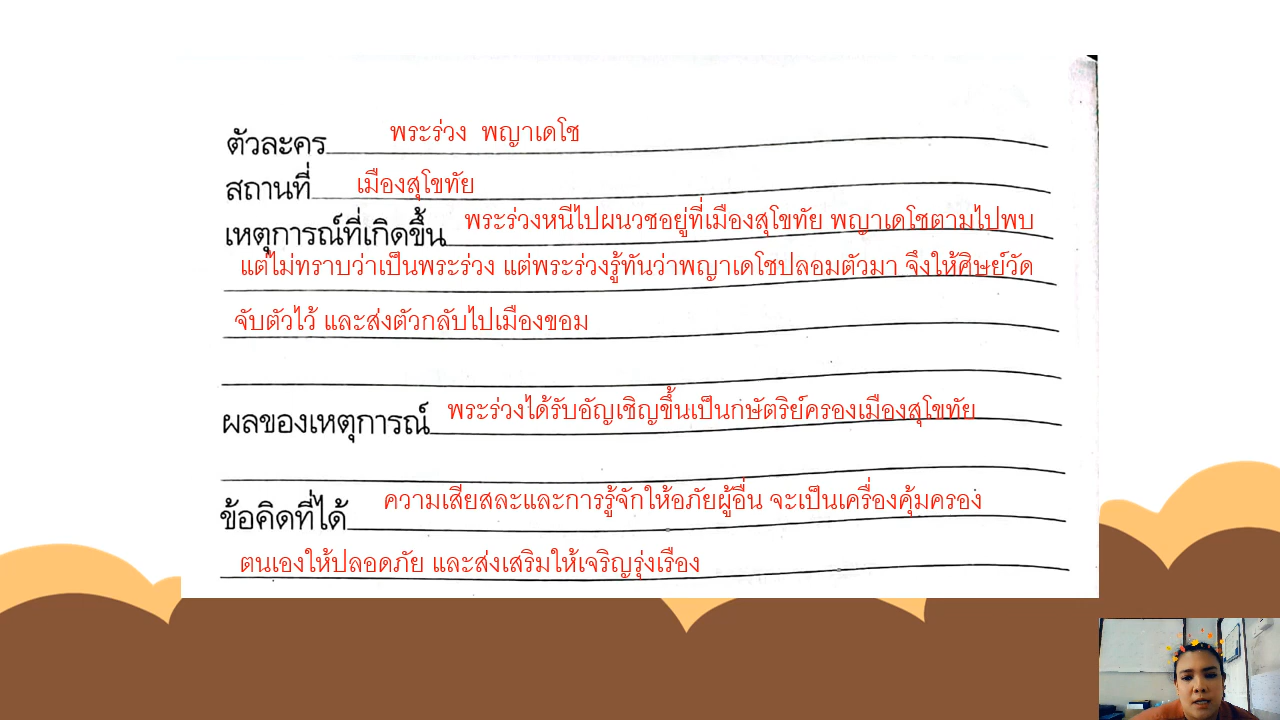 ตัวละคร พระร่วง พญาเดโช
สถานที่ เมืองสุโขทัย
เหตุการณ์ที่เกิดขึ้น พระร่วงหนีไปผนวชอยู่ที่เมืองสุโขทัย พญาเดโชตามไปพบ
แต่ไม่ทราบว่าเป็นพระร่วง แต่พระร่วงรู้ทันว่าพญาเดโชปลอมตัวมา จึงให้ศิษย์วัด
จับตัวไว้ และส่งตัวกลับไปเมืองขอม
ผลของเหตุการณ์ พระร่วงได้รับอัญเชิญขึ้นเป็นกษัตริย์ครองเมืองสุโขทัย
ข้อคิดที่ได้ ความเสียสละและการรู้จักให้อภัยผู้อื่น จะเป็นเครื่องคุ้มครอง
ตนเองให้ปลอดภัย และส่งเสริมให้เจริญรุ่งเรือง